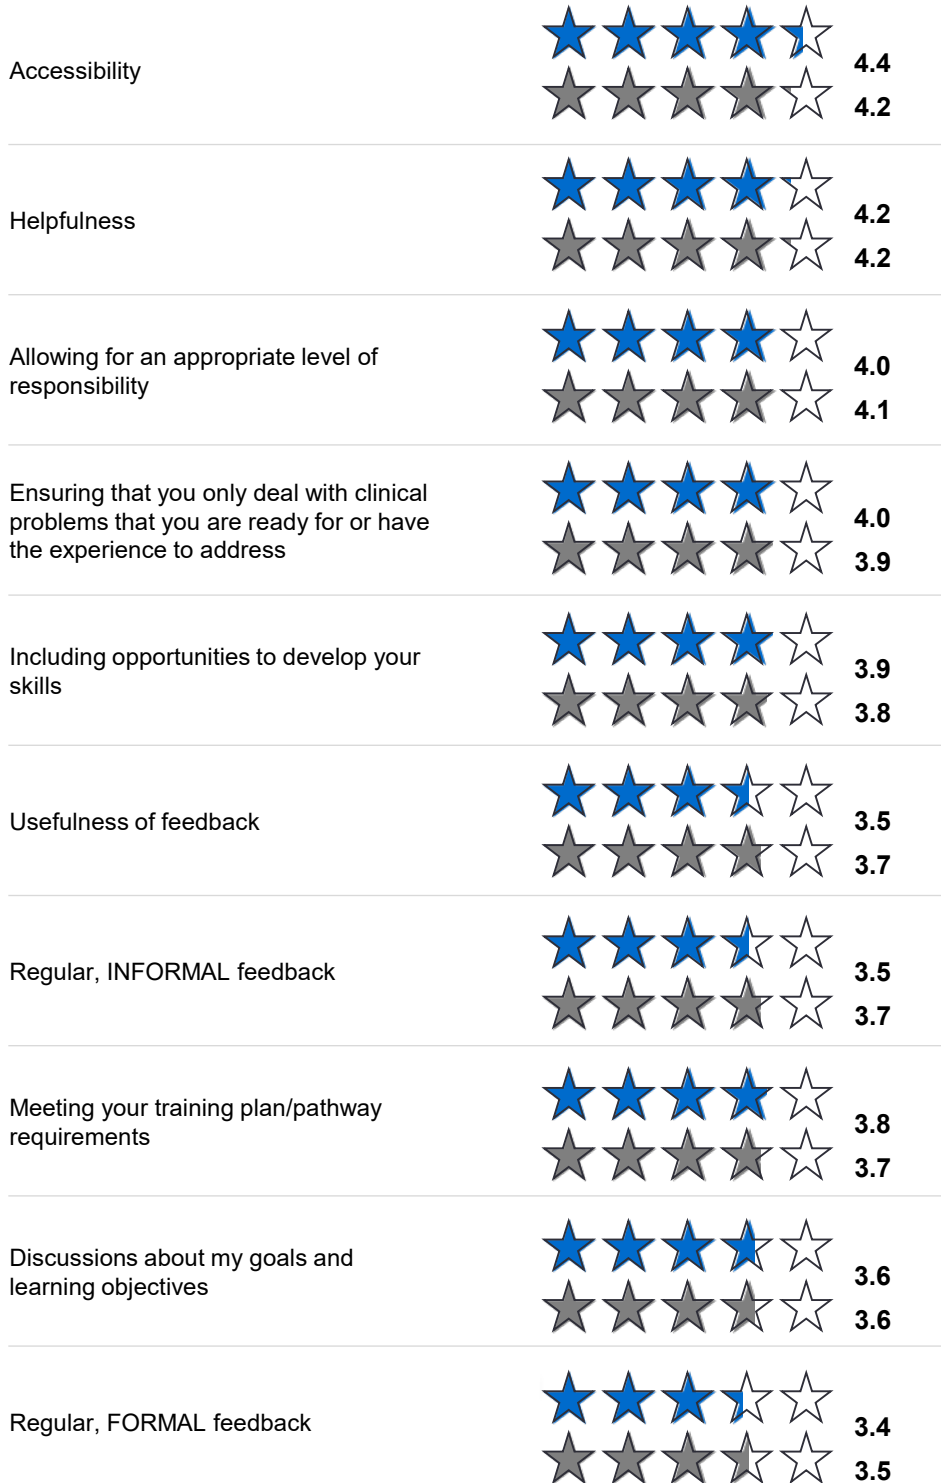 Accessibility
4.4
4.2
Helpfulness
4.2
4.2
Allowing for an appropriate level of
responsibility
4.0
4.1
Ensuring that you only deal with clinical
problems that you are ready for or have
the experience to address
4.0
3.9
Including opportunities to develop your
skills
3.9
3.8
Usefulness of feedback
3.5
3.7
Regular, INFORMAL feedback
3.5
3.7
Meeting your training plan/pathway
requirements
3.8
3.7
Discussions about my goals and
learning objectives
3.6
3.6
Regular, FORMAL feedback
3.4
3.5